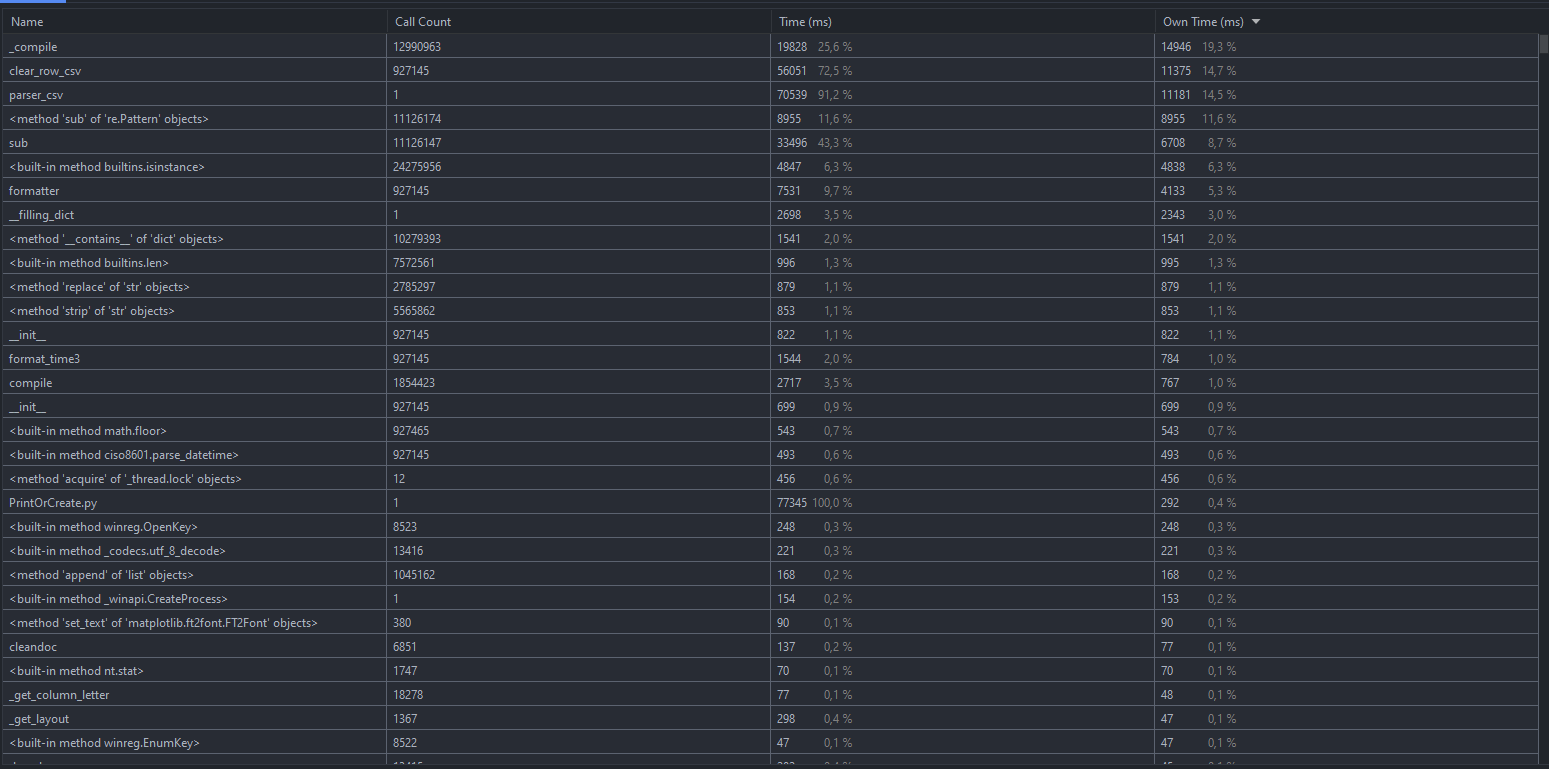 Name Call Count Time (ms) Own Time (ms)
_compile 12990963 19828 25,6 % 14946 19,3 %
clear_row_csv 927145 56051 72,5 % 11375 14,7 %
parser_csv 1 70539 91,2 % 11181 14,5 %
<method 'sub' of 're.Pattern' objects> 11126174 8955 11,6 % 8955 11,6 %
sub 11126147 33496 43,3 % 6708 8,7 %
<built-in method builtins.isinstance> 24275956 4847 6,3 % 4838 6,3 %
formatter 927145 7531 9,7 % 4133 5,3 %
__filling_dict 1 2698 3,5 % 2343 3,0 %
<method '__contains__' of 'dict' objects> 10279393 1541 2,0 % 1541 2,0 %
<built-in method builtins.len> 7572561 996 1,3 % 995 1,3 %
<method 'replace' of 'str' objects> 2785297 879 1,1 % 879 1,1 %
<method 'strip' of 'str' objects> 5565862 853 1,1 % 853 1,1 %
__init__ 927145 822 1,1 % 822 1,1 %
format_time3 927145 1544 2,0 % 784 1,0 %
compile 1854423 2717 3,5 % 767 1,0 %
__init__ 927145 699 0,9 % 699 0,9 %
<built-in method math.floor> 927465 543 0,7 % 543 0,7 %
<built-in method ciso8601.parse_datetime> 927145 493 0,6 % 493 0,6 %
<method 'acquire' of '_thread.lock' objects> 12 456 0,6 % 456 0,6 %
PrintOrCreate.py 1 77345 100,0 % 292 0,4 %
<built-in method winreg.OpenKey> 8523 248 0,3 % 248 0,3 %
<built-in method _codecs.utf_8_decode> 13416 221 0,3 % 221 0,3 %
<method 'append' of 'list' objects> 1045162 168 0,2 % 168 0,2 %
<built-in method _winapi.CreateProcess> 1 154 0,2 % 153 0,2 %
<method 'set_text' of 'matplotlib.ft2font.FT2Font' objects> 380 90 0,1 % 90 0,1 %
cleandoc 6851 137 0,2 % 77 0,1 %
<built-in method nt.stat> 1747 70 0,1 % 70 0,1 %
_get_column_letter 18278 77 0,1 % 48 0,1 %
_get_layout 1367 298 0,4 % 47 0,1 %
<built-in method winreg.EnumKey> 8522 47 0,1 % 47 0,1 %